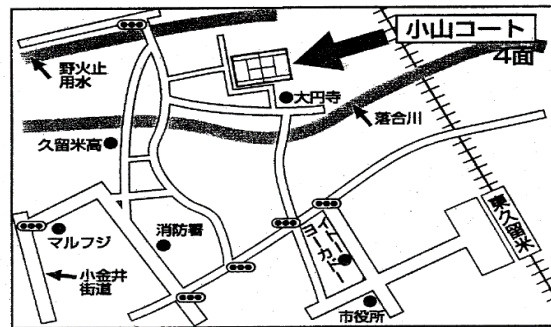 小山コート
4面
野火止
用水
大円寺
落合川
久留米高
東久留米
マルフジ
消防署
イトー
ヨーカドー
小金井
街道
市役所